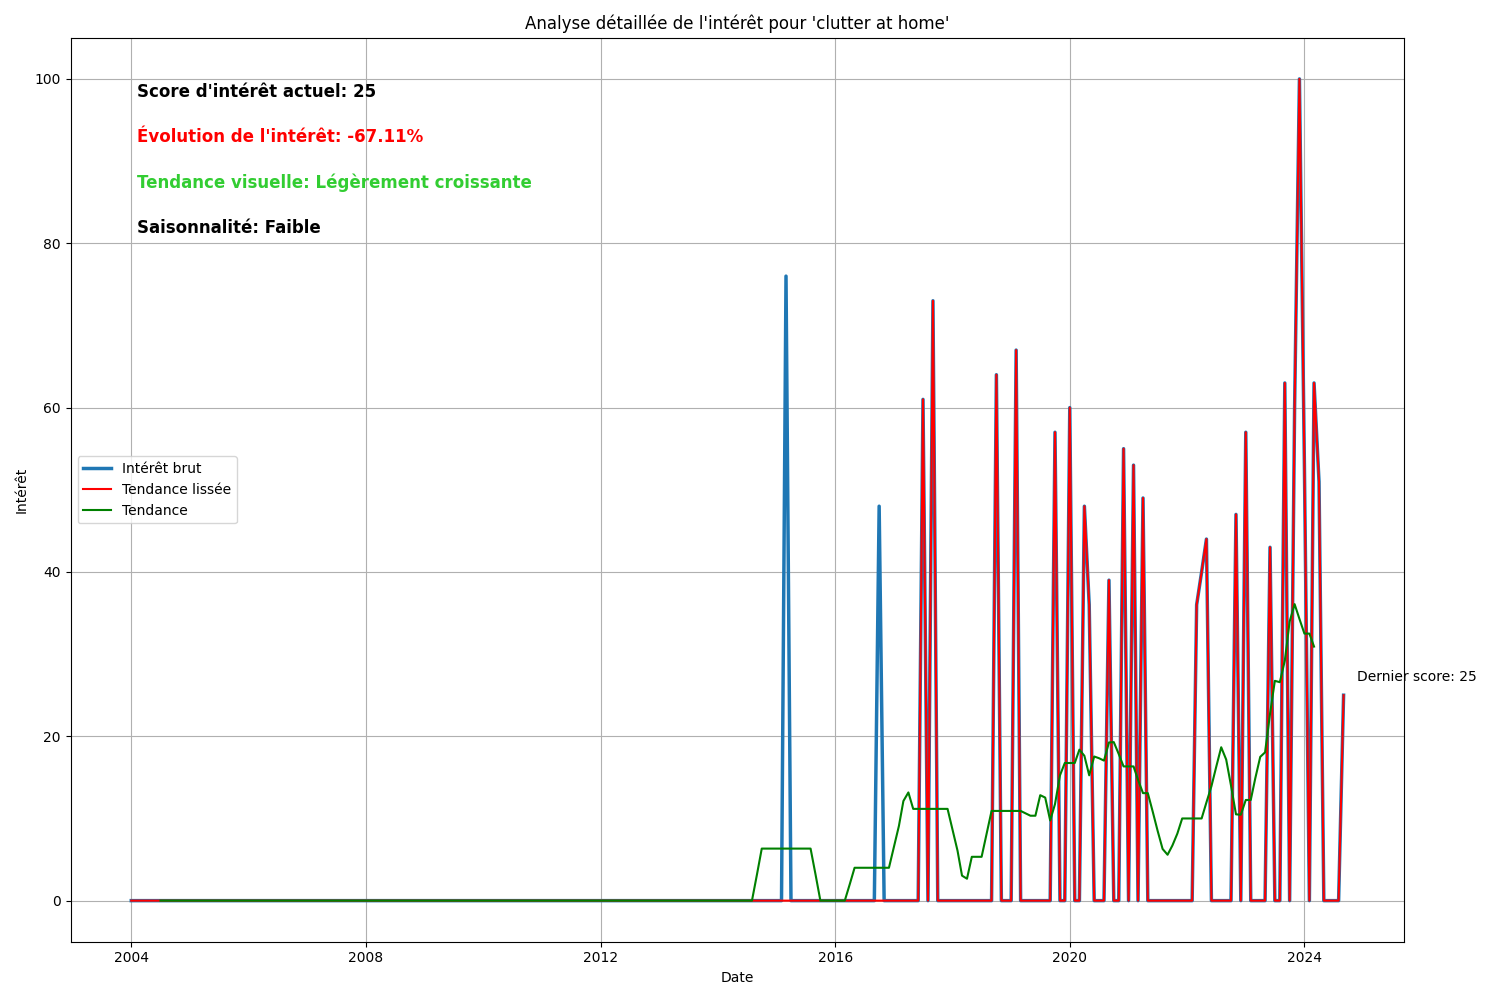 Analyse détaillée de l'intérêt pour 'clutter at home'
100
80
60
40
20
0
Intérêt
Score d'intérêt actuel: 25
Évolution de l'intérêt: -67.11%
Tendance visuelle: Légèrement croissante
Saisonnalité: Faible
Intérêt brut
Tendance lissée
Tendance
Dernier score: 25
2004
2008
2012
2016
2020
2024
Date